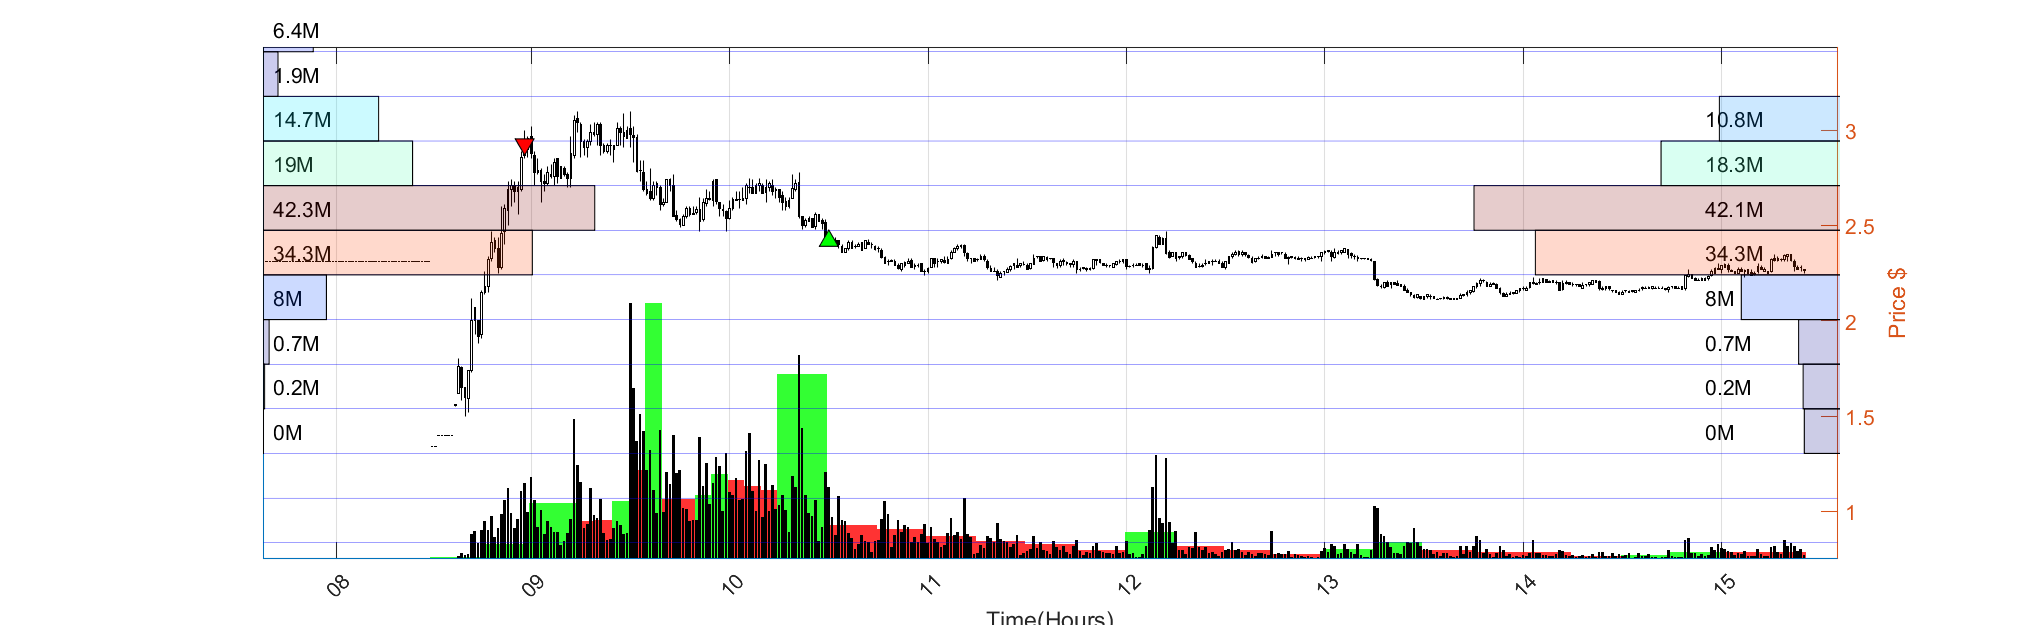 6.4M
1.9M
14.7M 10.8M
3
19M 18.3M
42.3M 42.1M
2.5
34.3M 34.3M
8M 8M
Price $
2
0.7M 0.7M
0.2M 0.2M
1.5
0M 0M
1
08 09 10 11 12 13 14 15
Time(Hours)